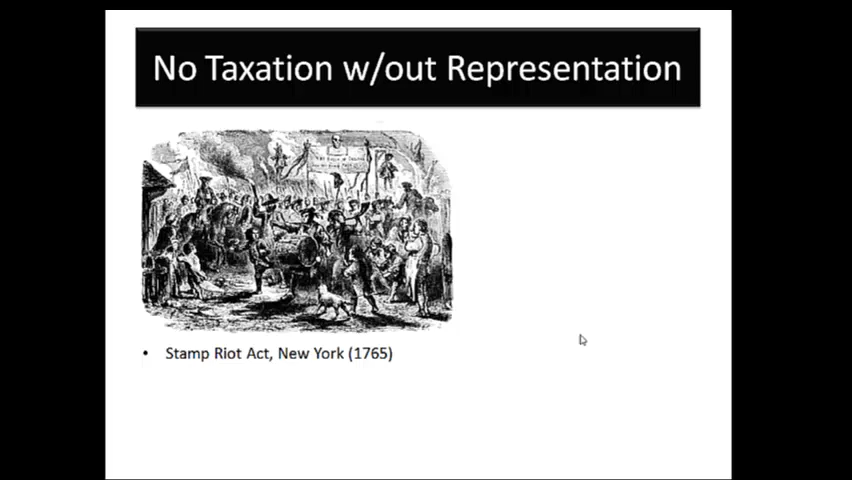 No Taxation w/out Representation
• Stamp Riot Act, New York (1765)